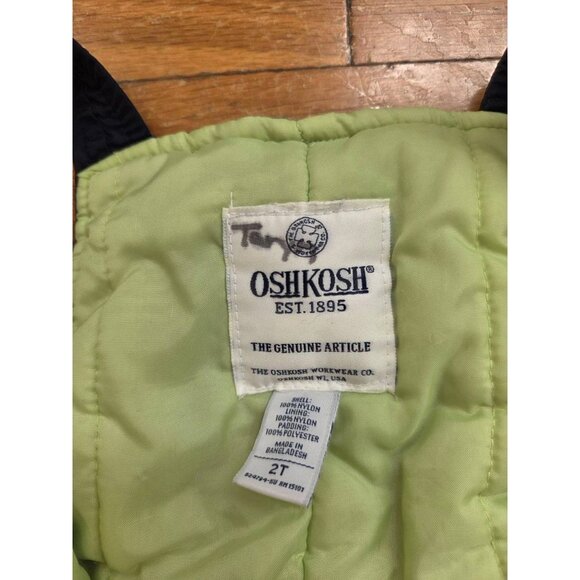 OSHKOSH®
EST. 1895
THE GENUINE ARTICLE
THE OSHKOSH WORKWEAR CO.
OSHKOSH WI, USA
SHELL:
100% NYLON
LINING:
100% NYLON
PADDING:
100% POLYESTER
MADE IN
BANGLADESH
2T